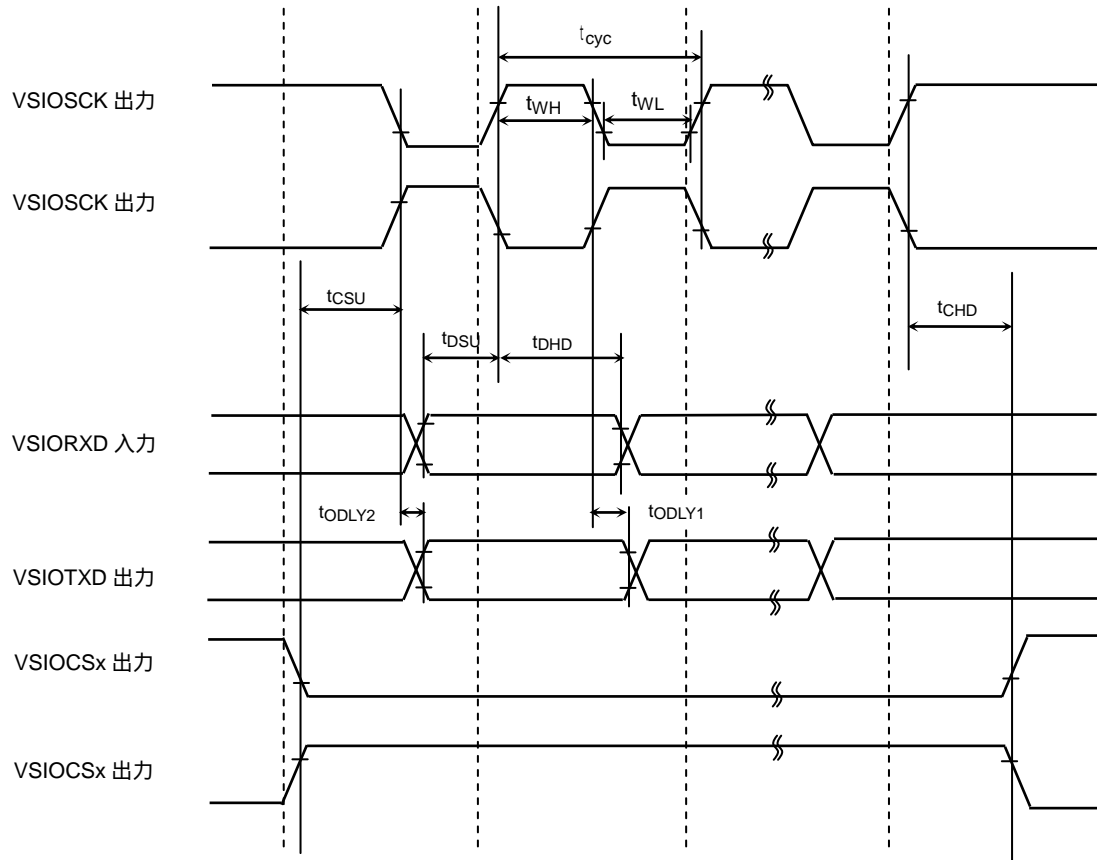 tcyc
VSIOSCK 出力
tWH
tWL
VSIOSCK 出力
tCSU
tCHD
tDSU
tDHD
VSIORXD 入力
tODLY2
tODLY1
VSIOTXD 出力
VSIOCSx 出力
VSIOCSx 出力